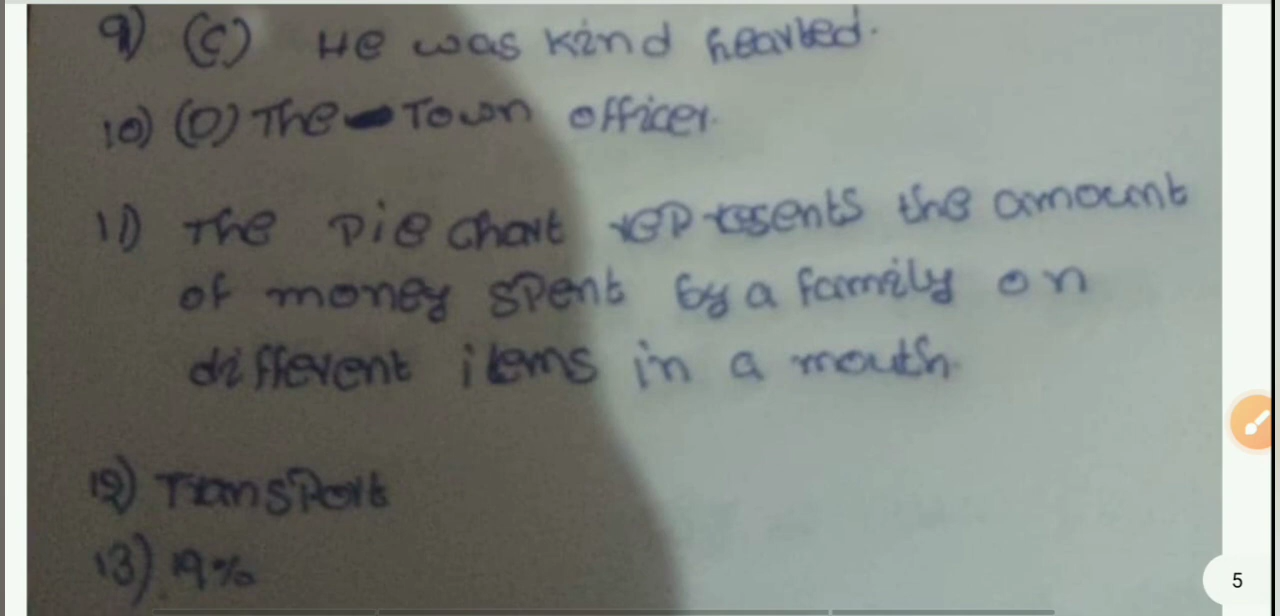 9) (C) He was kind hearted.
10) (D) The Town officer.
11) The pie chart represents the amount
of money spent by a family on
different items in a mouth.
12) Transport
13) 19%
5